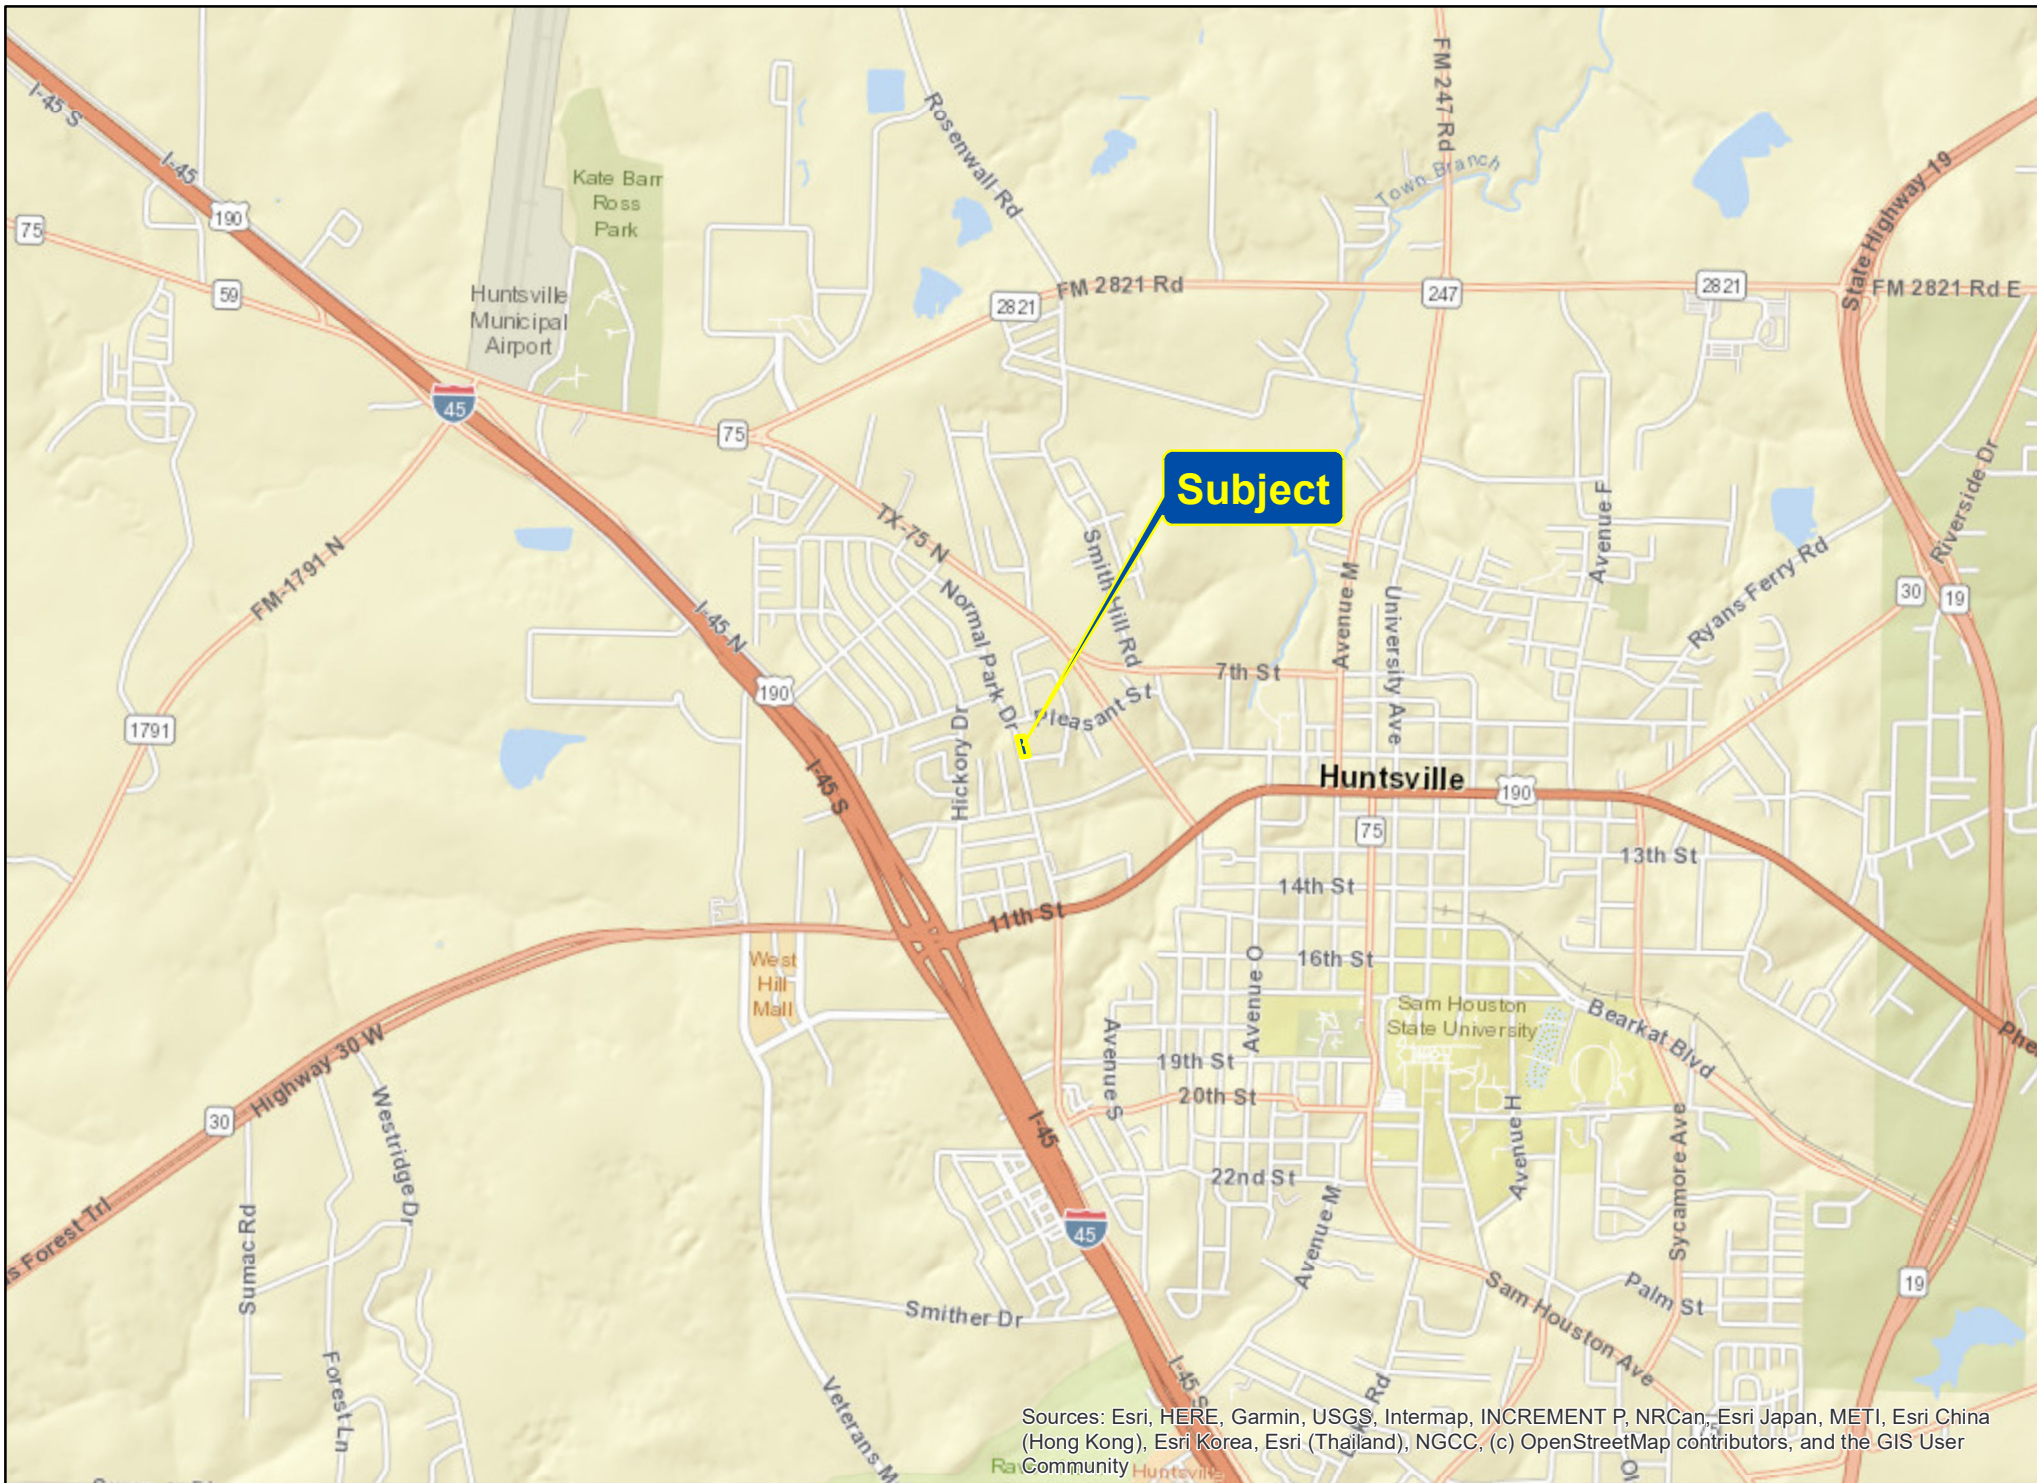 I-45 S
I-45
190
75
59
Kate Barr
Ross
Park
Huntsville
Municipal
Airport
Rosenwall Rd
FM 247 Rd
Town Branch
State Highway 19
FM 2821 Rd
2821
247
2821
FM 2821 Rd E
45
75
Subject
TX-75 N
Smith Hill Rd
Normal Park Dr
Avenue M
University Ave
Avenue F
Ryans Ferry Rd
Riverside Dr
30
19
FM-1791 N
I-45 N
190
1791
7th St
Pleasant St
Hickory Dr
I-45 S
Huntsville
190
75
13th St
14th St
11th St
16th St
Avenue O
West
Hill
Mall
Sam Houston
State University
Bearkat Blvd
Highway 30 W
30
Westridge Dr
Avenue S
19th St
20th St
I-45
Avenue H
22nd St
Sycamore Ave
Avenue M
45
Sumac Rd
Smither Dr
Sam Houston Ave
Palm St
19
Forest Ln
Veterans M
I-45 S
s Forest Trl
Sources: Esri, HERE, Garmin, USGS, Intermap, INCREMENT P, NRCan, Esri Japan, METI, Esri China
(Hong Kong), Esri Korea, Esri (Thailand), NGCC, (c) OpenStreetMap contributors, and the GIS User
Community
Huntsville